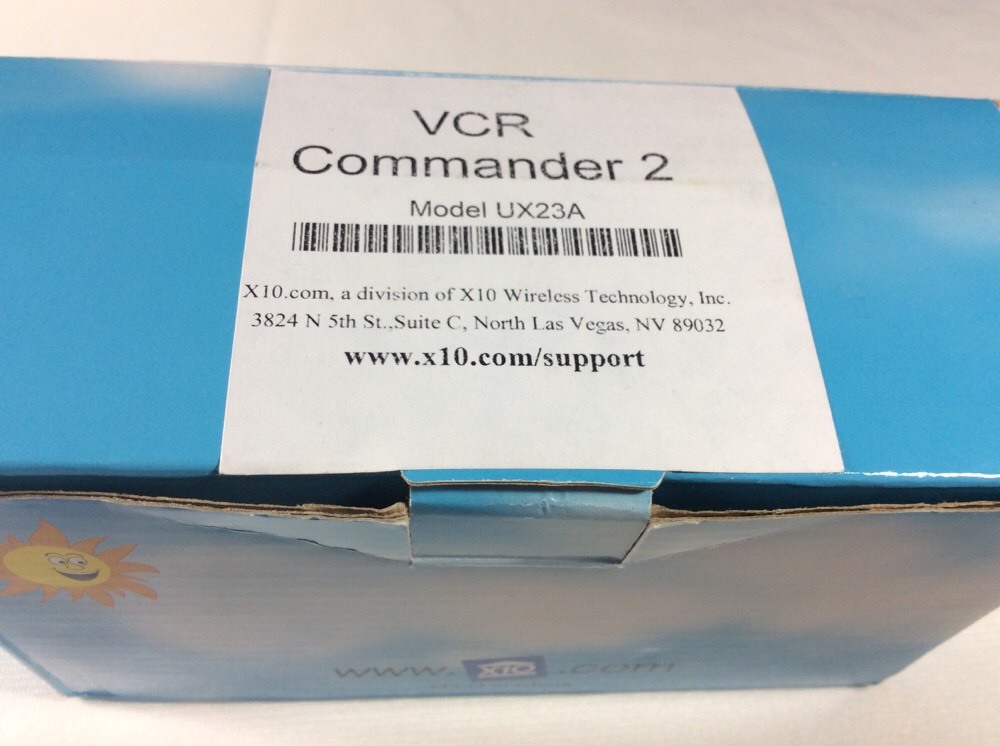 VCR
Commander 2
Model UX23A
X10.com, a division of X10 Wireless Technology, Inc.
3824 N 5th St.,Suite C, North Las Vegas, NV 89032
www.x10.com/support
www.X10.com